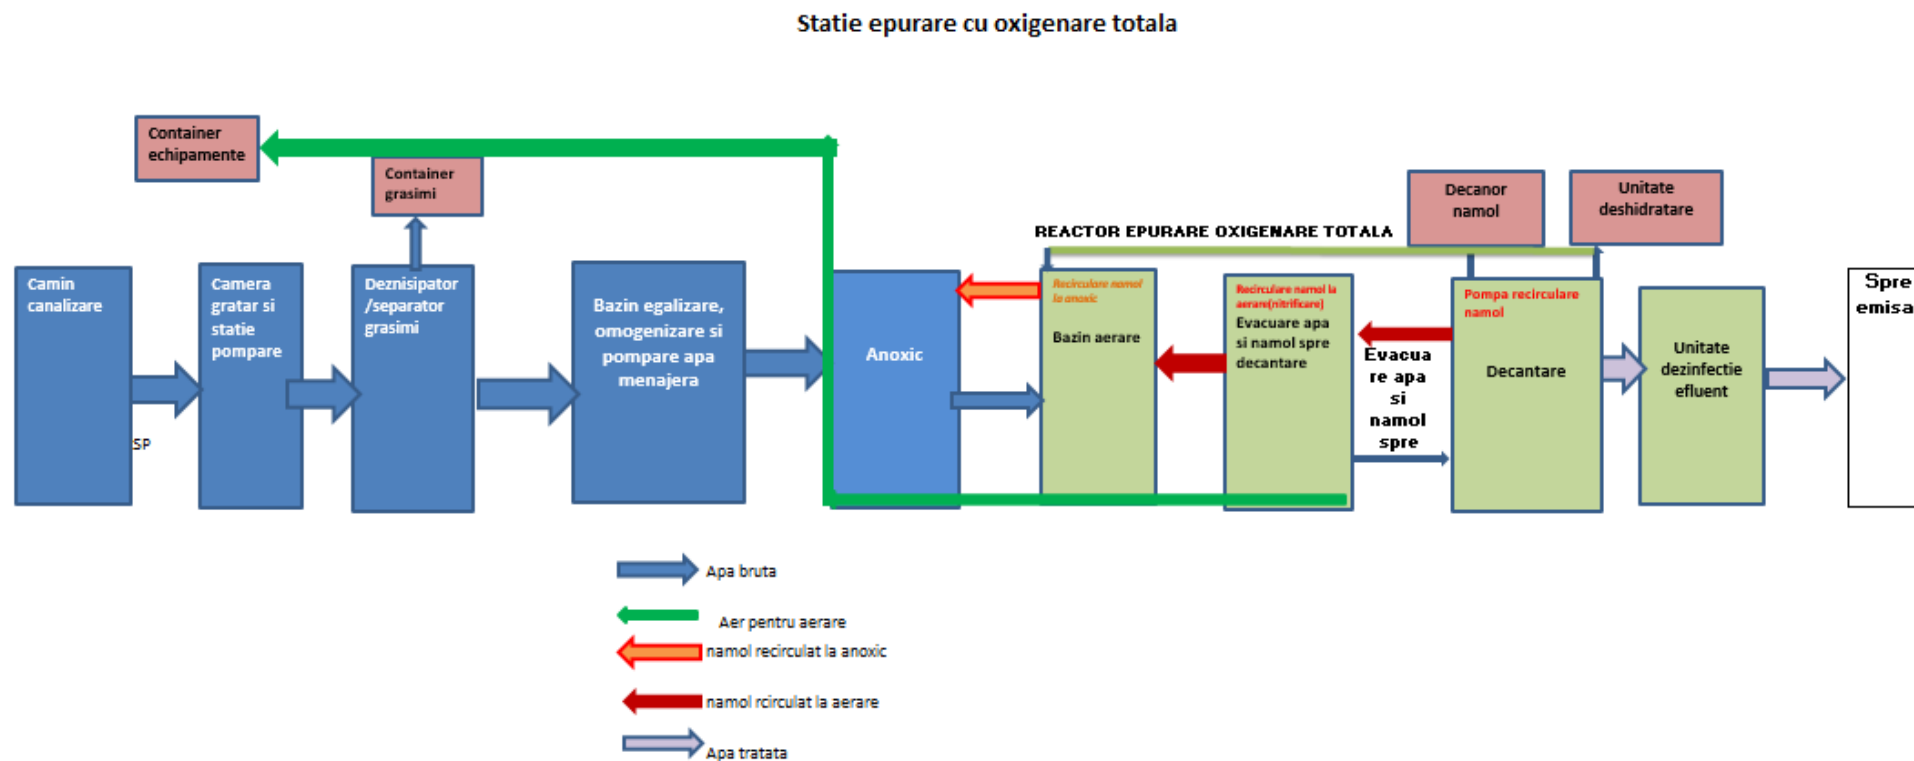 Statie epurare cu oxigenare totala
Container
echipamente
Container
grasimi
Decanor
namol
Unitate
deshidratare
REACTOR EPURARE OXIGENARE TOTALA
Camin
canalizare
SP
Camera
gratar si
statie
pompare
Deznisipator
/separator
grasimi
Bazin egalizare,
omogenizare si
pompare apa
menajera
Anoxic
Recirculare namol
la anoxic
Bazin aerare
Recirculare namol la
aerare(nitrificare)
Evacuare apa
si namol spre
decantare
Evacua
re apa
si
namol
spre
Pompa recirculare
namol
Decantare
Unitate
dezinfectie
efluent
Spre
emisa
Apa bruta
Aer pentru aerare
namol recirculat la anoxic
namol rcirculat la aerare
Apa tratata